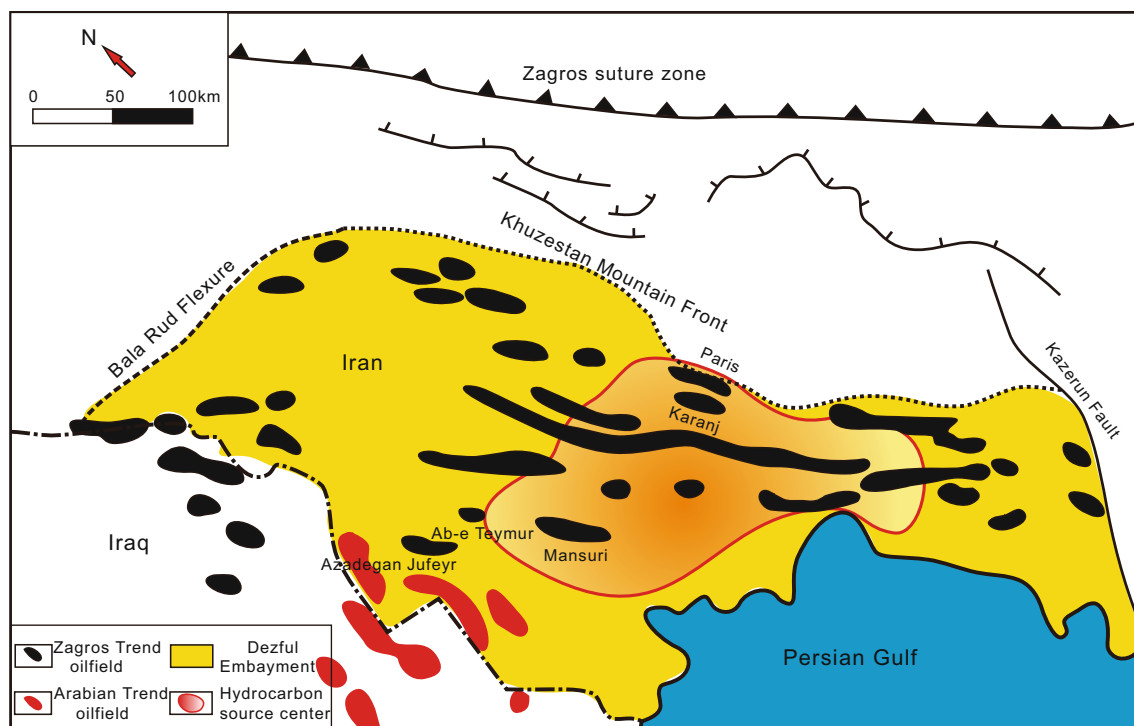 N
0 50 100km
Zagros suture zone
Khuzestan Mountain Front
Bala Rud Flexure
Iran
Paris
Kazerun Fault
Karanj
Ab-e Teymur
Iraq
Mansuri
Azadegan Jufeyr
Persian Gulf
Zagros Trend
oilfield
Dezful
Embayment
Arabian Trend
oilfield
Hydrocarbon
source center